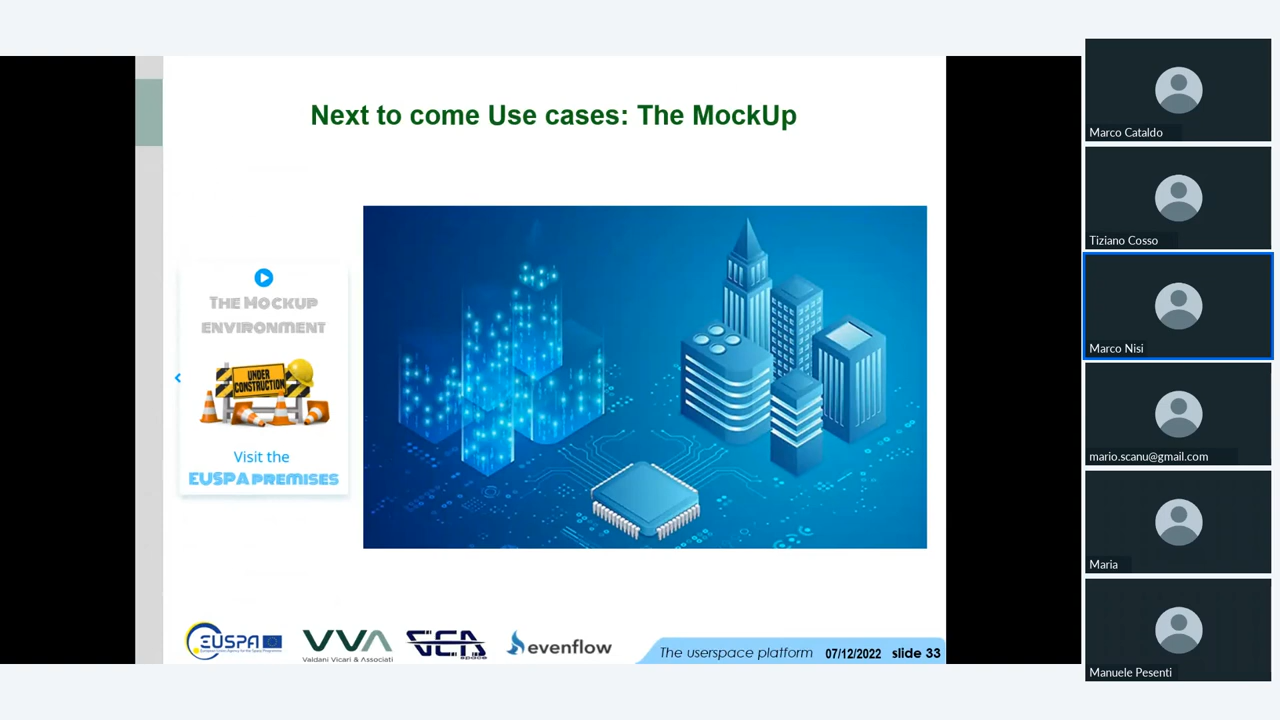 Next to come Use cases: The MockUp
The Mockup
environment
UNDER
CONSTRUCTION
Visit the
EUSPA premises
EUSPA
VVA
Valdani Vicari & Associati
space
evenflow
The userspace platform 07/12/2022 slide 33
Marco Cataldo
Tiziano Cosso
Marco Nisi
mario.scanu@gmail.com
Maria
Manuele Pesenti